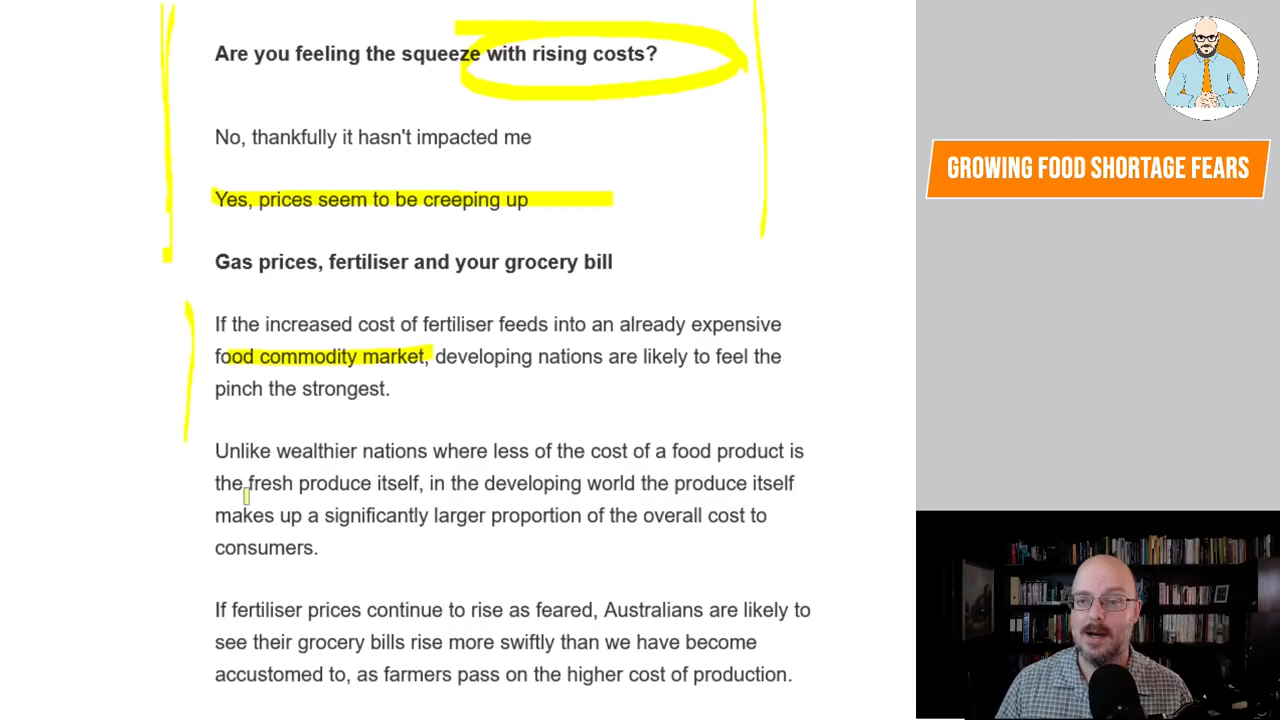 Are you feeling the squeeze with rising costs?
No, thankfully it hasn't impacted me
Yes, prices seem to be creeping up
Gas prices, fertiliser and your grocery bill
If the increased cost of fertiliser feeds into an already expensive
food commodity market, developing nations are likely to feel the
pinch the strongest.
Unlike wealthier nations where less of the cost of a food product is
the fresh produce itself, in the developing world the produce itself
makes up a significantly larger proportion of the overall cost to
consumers.
If fertiliser prices continue to rise as feared, Australians are likely to
see their grocery bills rise more swiftly than we have become
accustomed to, as farmers pass on the higher cost of production.
GROWING FOOD SHORTAGE FEARS